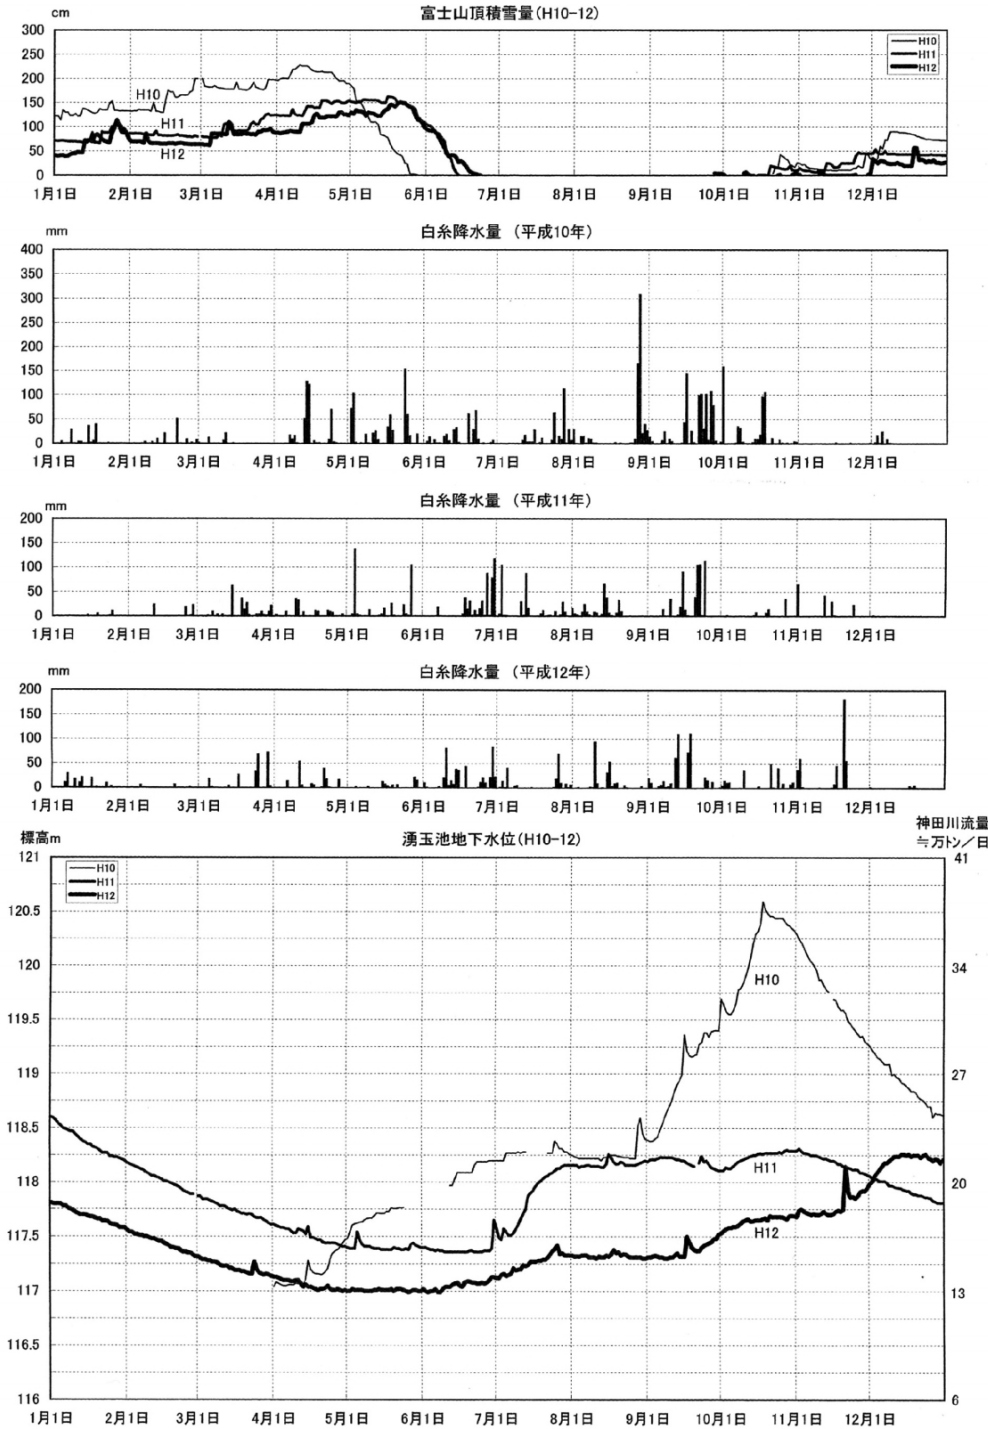 富士山頂積雪量(H10-12)
cm
300
250
200
150
100
50
0
H10
H11
H12
H10
H11
H12
1月1日 2月1日 3月1日 4月1日 5月1日 6月1日 7月1日 8月1日 9月1日 10月1日 11月1日 12月1日
白糸降水量 (平成10年)
mm
400
350
300
250
200
150
100
50
0
1月1日 2月1日 3月1日 4月1日 5月1日 6月1日 7月1日 8月1日 9月1日 10月1日 11月1日 12月1日
白糸降水量 (平成11年)
mm
200
150
100
50
0
1月1日 2月1日 3月1日 4月1日 5月1日 6月1日 7月1日 8月1日 9月1日 10月1日 11月1日 12月1日
白糸降水量 (平成12年)
mm
200
150
100
50
0
1月1日 2月1日 3月1日 4月1日 5月1日 6月1日 7月1日 8月1日 9月1日 10月1日 11月1日 12月1日
標高m
湧玉池地下水位(H10-12)
神田川流量
≒万トン/日
121
120.5
120
119.5
119
118.5
118
117.5
117
116.5
116
H10
H11
H12
H10
H11
H12
41
34
27
20
13
6
1月1日 2月1日 3月1日 4月1日 5月1日 6月1日 7月1日 8月1日 9月1日 10月1日 11月1日 12月1日